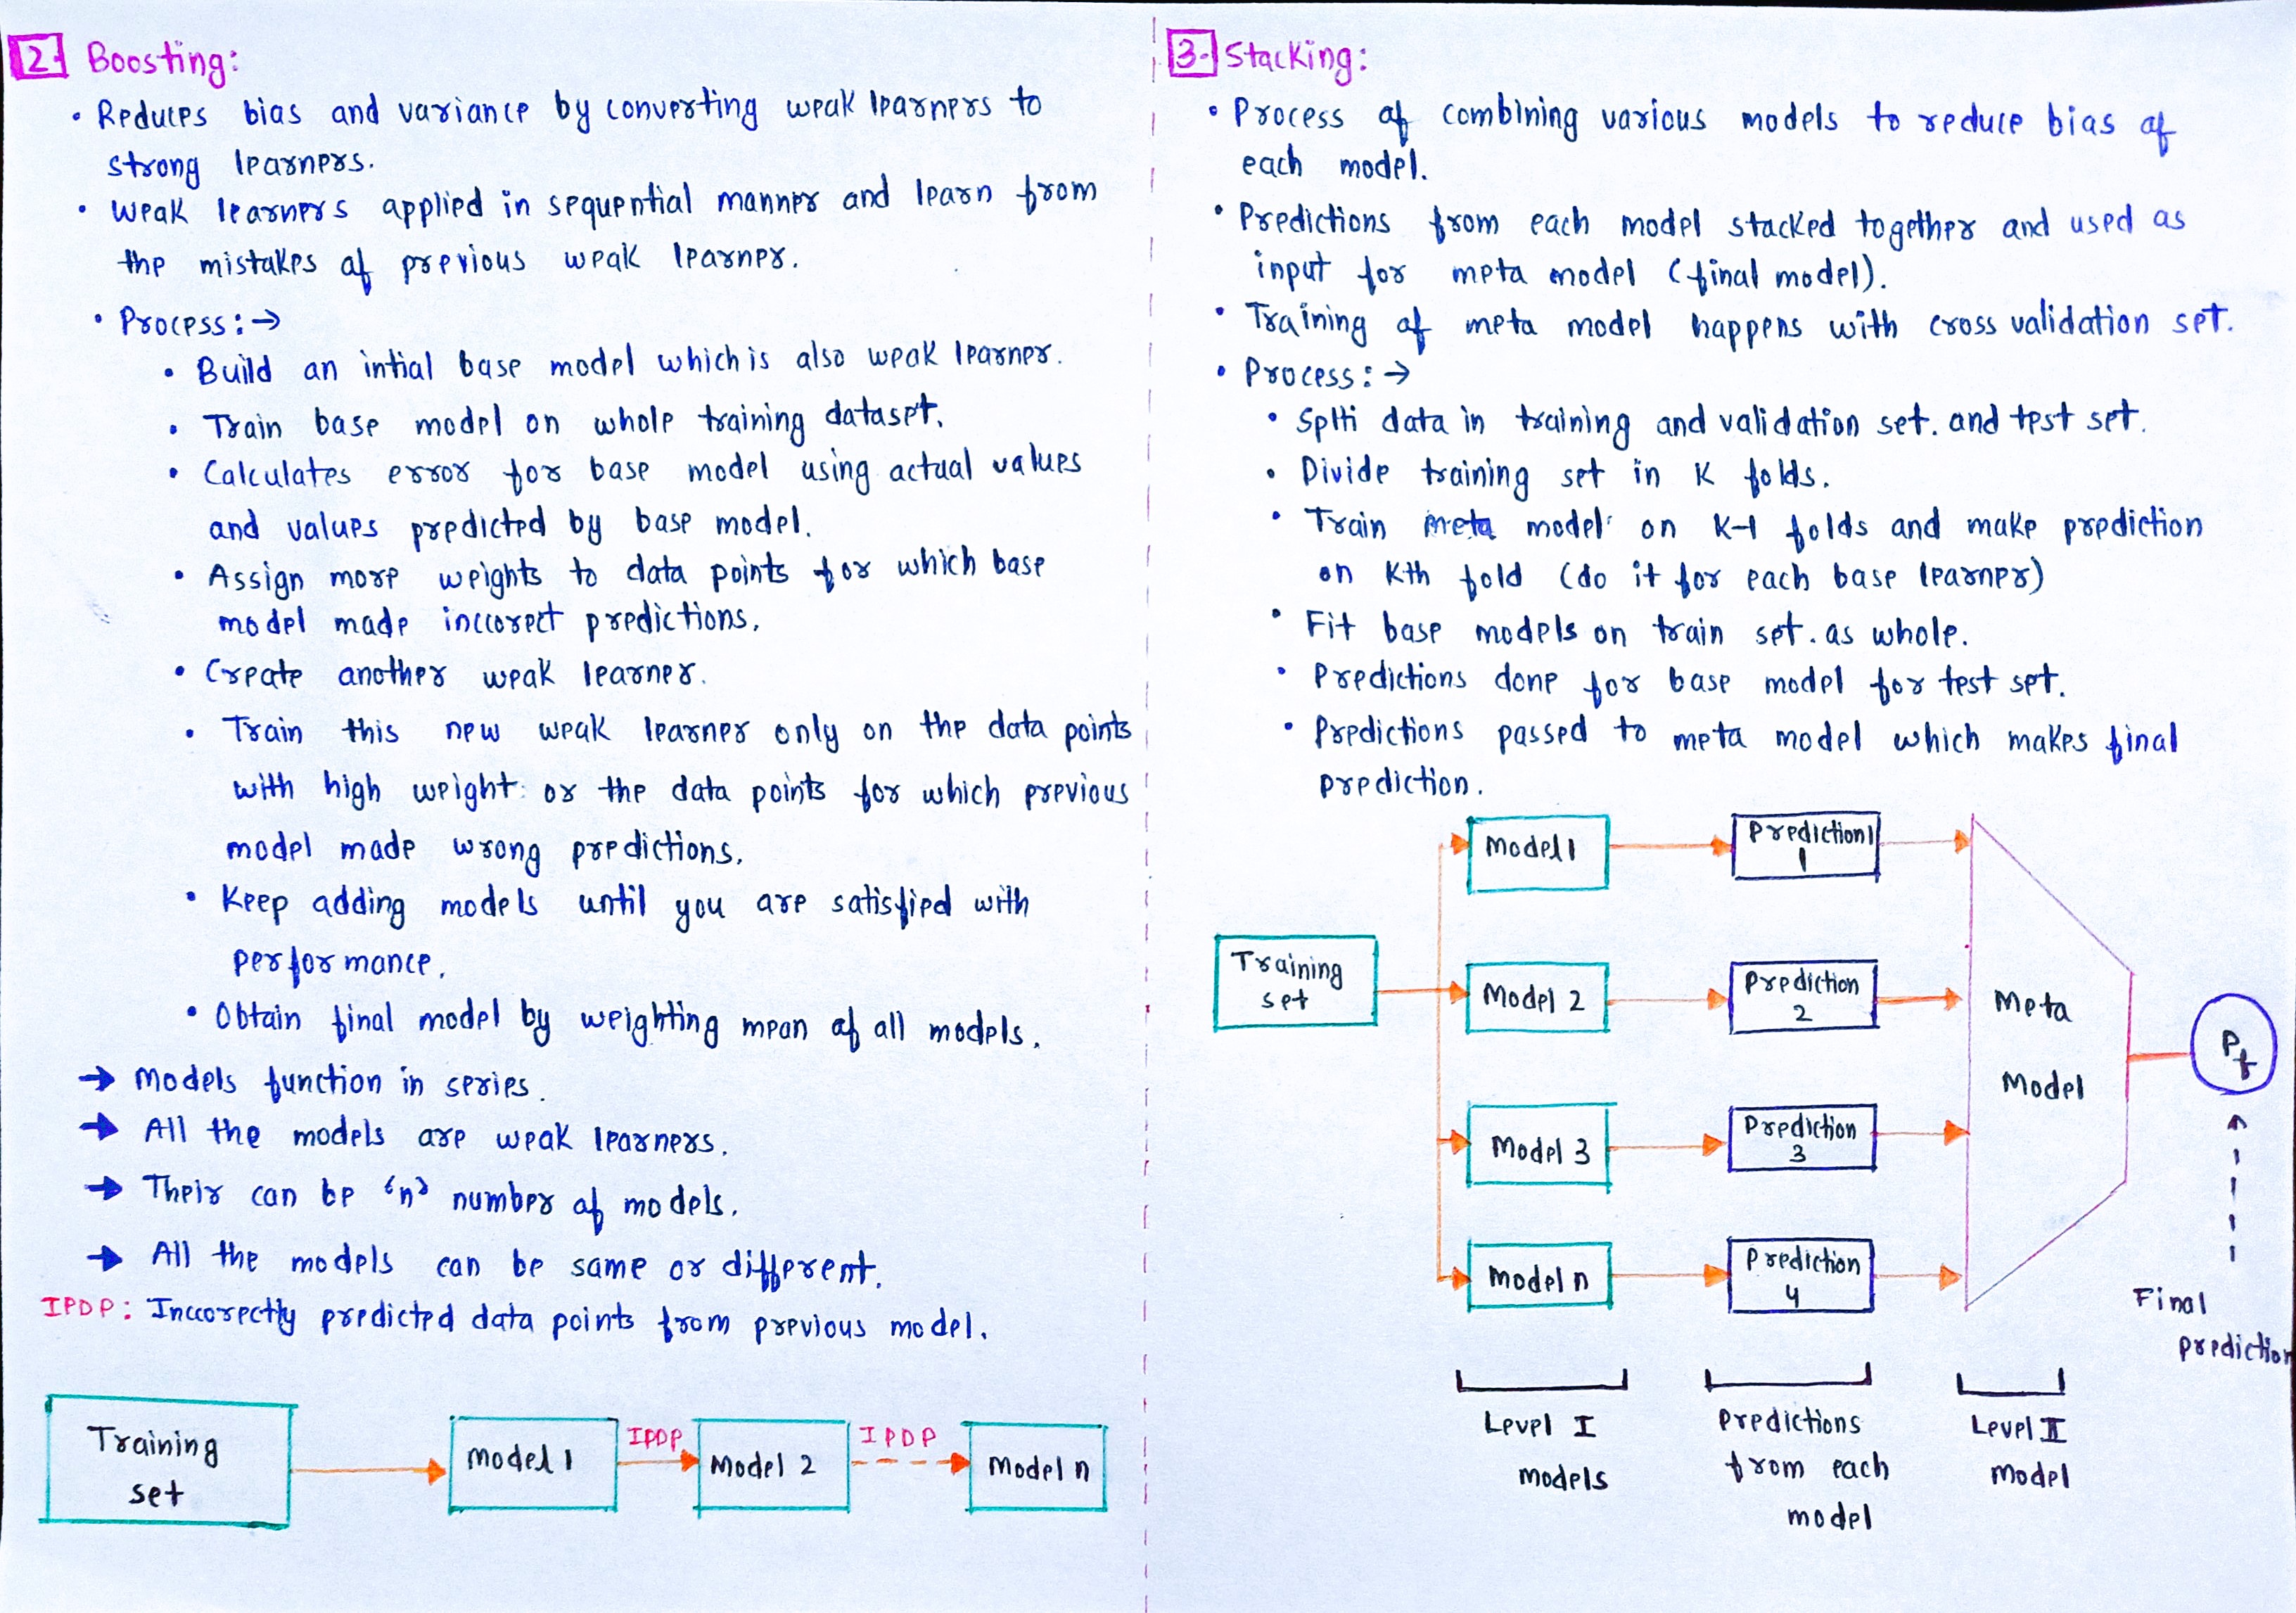 2. Boosting:
• Reduces bias and variance by converting weak learners to
strong learners.
• Weak learners applied in sequential manner and learn from
the mistakes of previous weak learner.
• Process: →
• Build an intial base model which is also weak learner.
• Train base model on whole training dataset.
• Calculates error for base model using actual values
and values predicted by base model.
• Assign more weights to data points for which base
model made inccorect predictions.
• Create another weak learner.
• Train this new weak learner only on the data points
with high weight or the data points for which previous
model made wrong predictions.
• Keep adding models until you are satisfied with
performance.
• Obtain final model by weighting mean of all models.
→ Models function in series.
→ All the models are weak learners.
→ Their can be 'n' number of models.
→ All the models can be same or different.
IPDP: Inccorectly predicted data points from previous model.
Training
set
Model 1
IPDP
Model 2
IPDP
Model n
3. Stacking:
• Process of combining various models to reduce bias of
each model.
• Predictions from each model stacked together and used as
input for meta model (final model).
• Training of meta model happens with cross validation set.
• Process: →
• Splti data in training and validation set. and test set.
• Divide training set in K folds.
• Train meta model on K-1 folds and make prediction
on Kth fold (do it for each base learner)
• Fit base models on train set. as whole.
• Predictions done for base model for test set.
• Predictions passed to meta model which makes final
prediction.
Training
set
Model 1
Prediction1
1
Model 2
Prediction
2
Model 3
Prediction
3
Model n
Prediction
4
Meta
Model
Pf
Final
prediction
Level I
models
Predictions
from each
model
Level II
Model